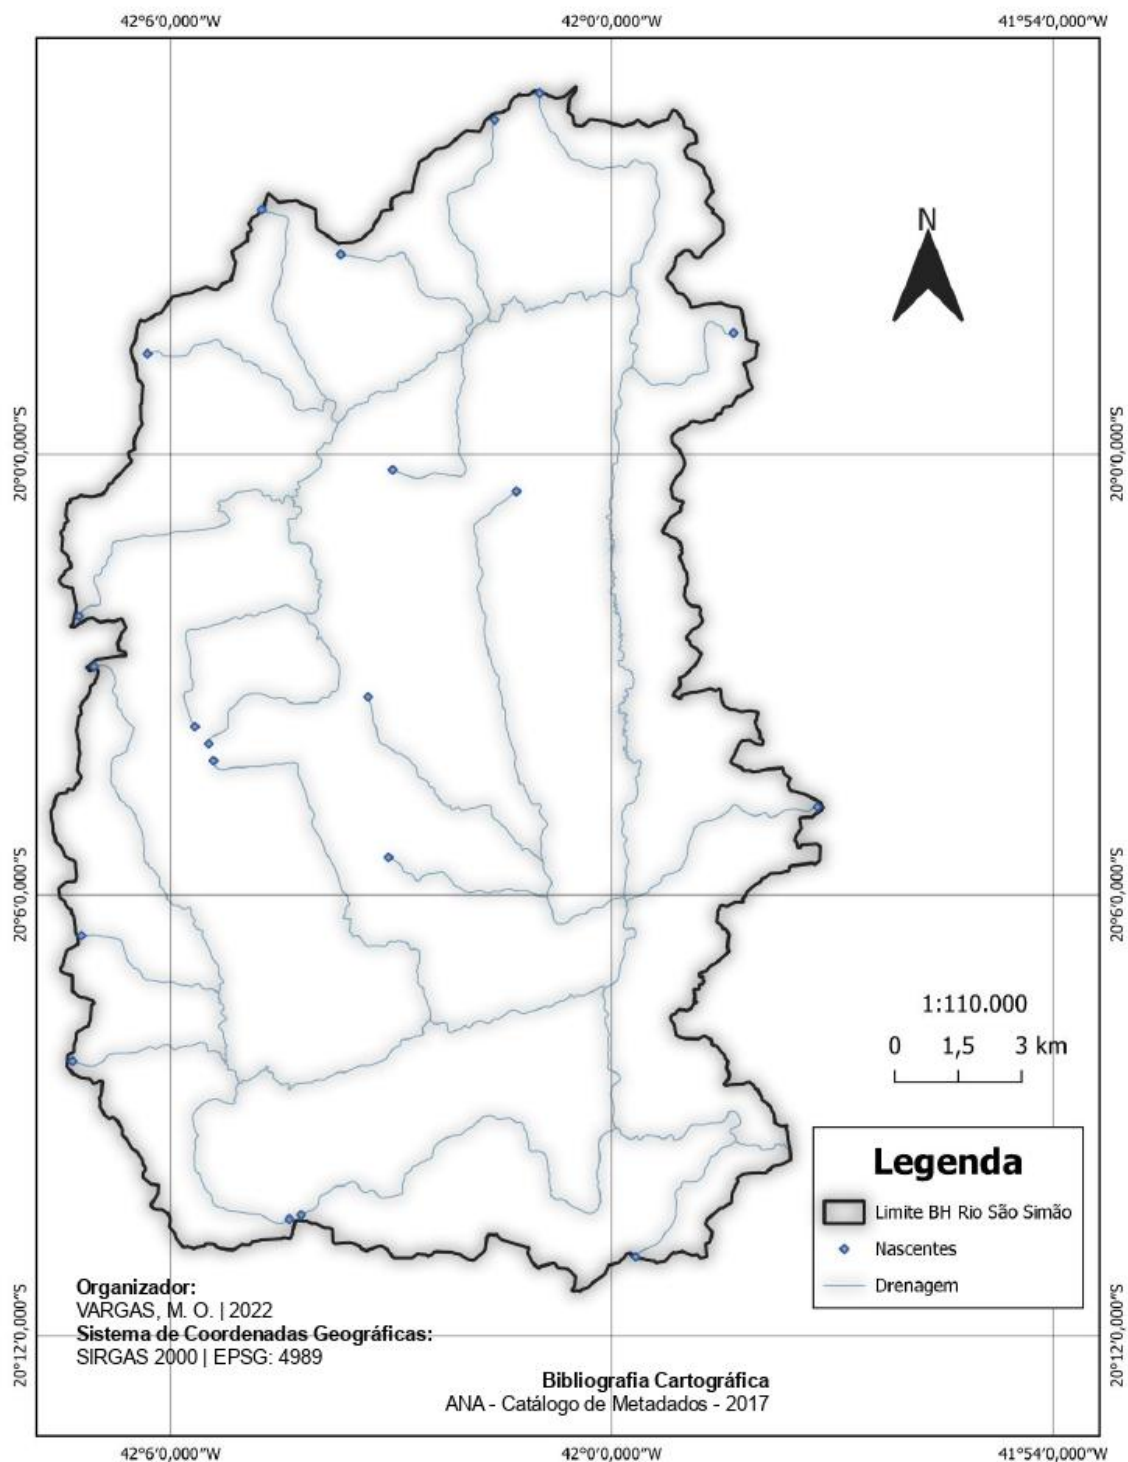 42°6'0,000"W 42°0'0,000"W 41°54'0,000"W
N
20°0'0,000"S 20°0'0,000"S
20°6'0,000"S 20°6'0,000"S
1:110.000
0 1,5 3 km
Legenda
Limite BH Rio São Simão
Nascentes
Drenagem
Organizador:
VARGAS, M. O. | 2022
Sistema de Coordenadas Geográficas:
SIRGAS 2000 | EPSG: 4989
20°12'0,000"S 20°12'0,000"S
Bibliografia Cartográfica
ANA - Catálogo de Metadados - 2017
42°6'0,000"W 42°0'0,000"W 41°54'0,000"W